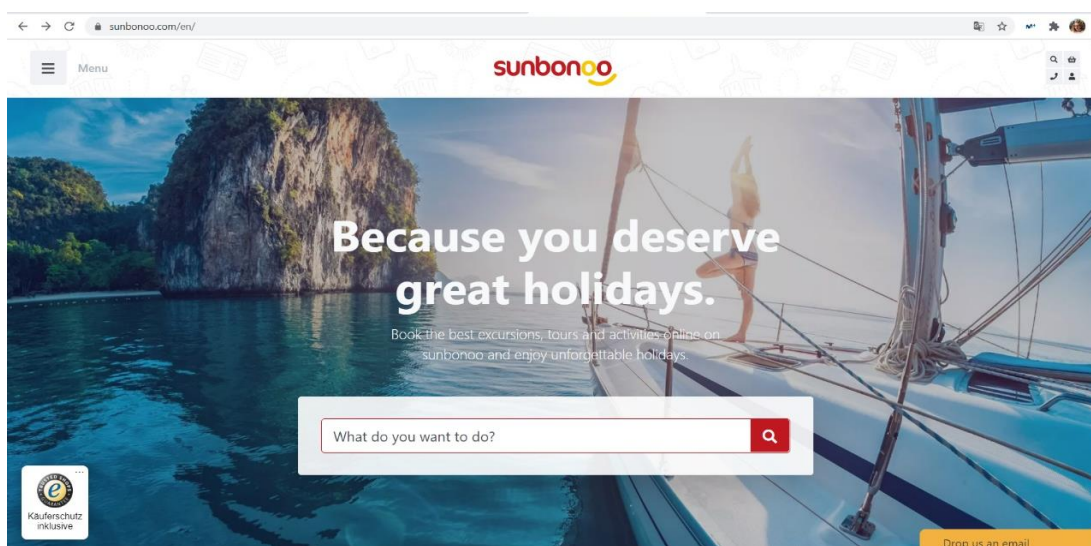 sunbonoo.com/en/
Menu
sunbonoo
Because you deserve
great holidays.
Book the best excursions, tours and activities online on
sunbonoo and enjoy unforgettable holidays.
What do you want to do?
Käuferschutz
inklusive
Drop us an email